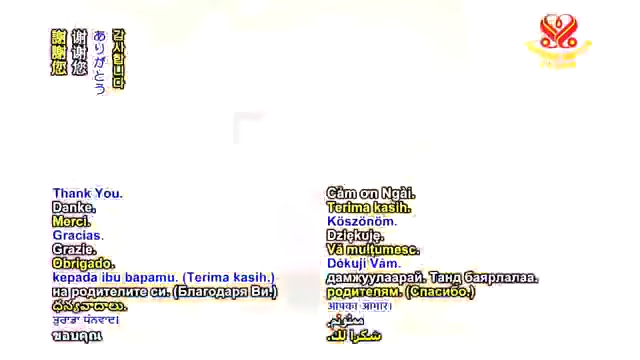 謝謝您
谢谢您
ありがとう
감사합니다
Thank You.
Danke.
Merci.
Gracias.
Grazie.
Obrigado.
kepada ibu bapamu. (Terima kasih.)
на родителите си. (Благодаря Ви.)
ధన్యవాదాలు.
ਤੁਹਾਡਾ ਧੰਨਵਾਦ।
ขอบคุณ
Cảm ơn Ngài.
Terima kasih.
Köszönöm.
Dziękuję.
Vă mulțumesc.
Děkuji Vám.
дамжуулаарай. Танд баярлалаа.
родителям. (Спасибо.)
आपका आभार।
ممنونم.
شكرا لك.